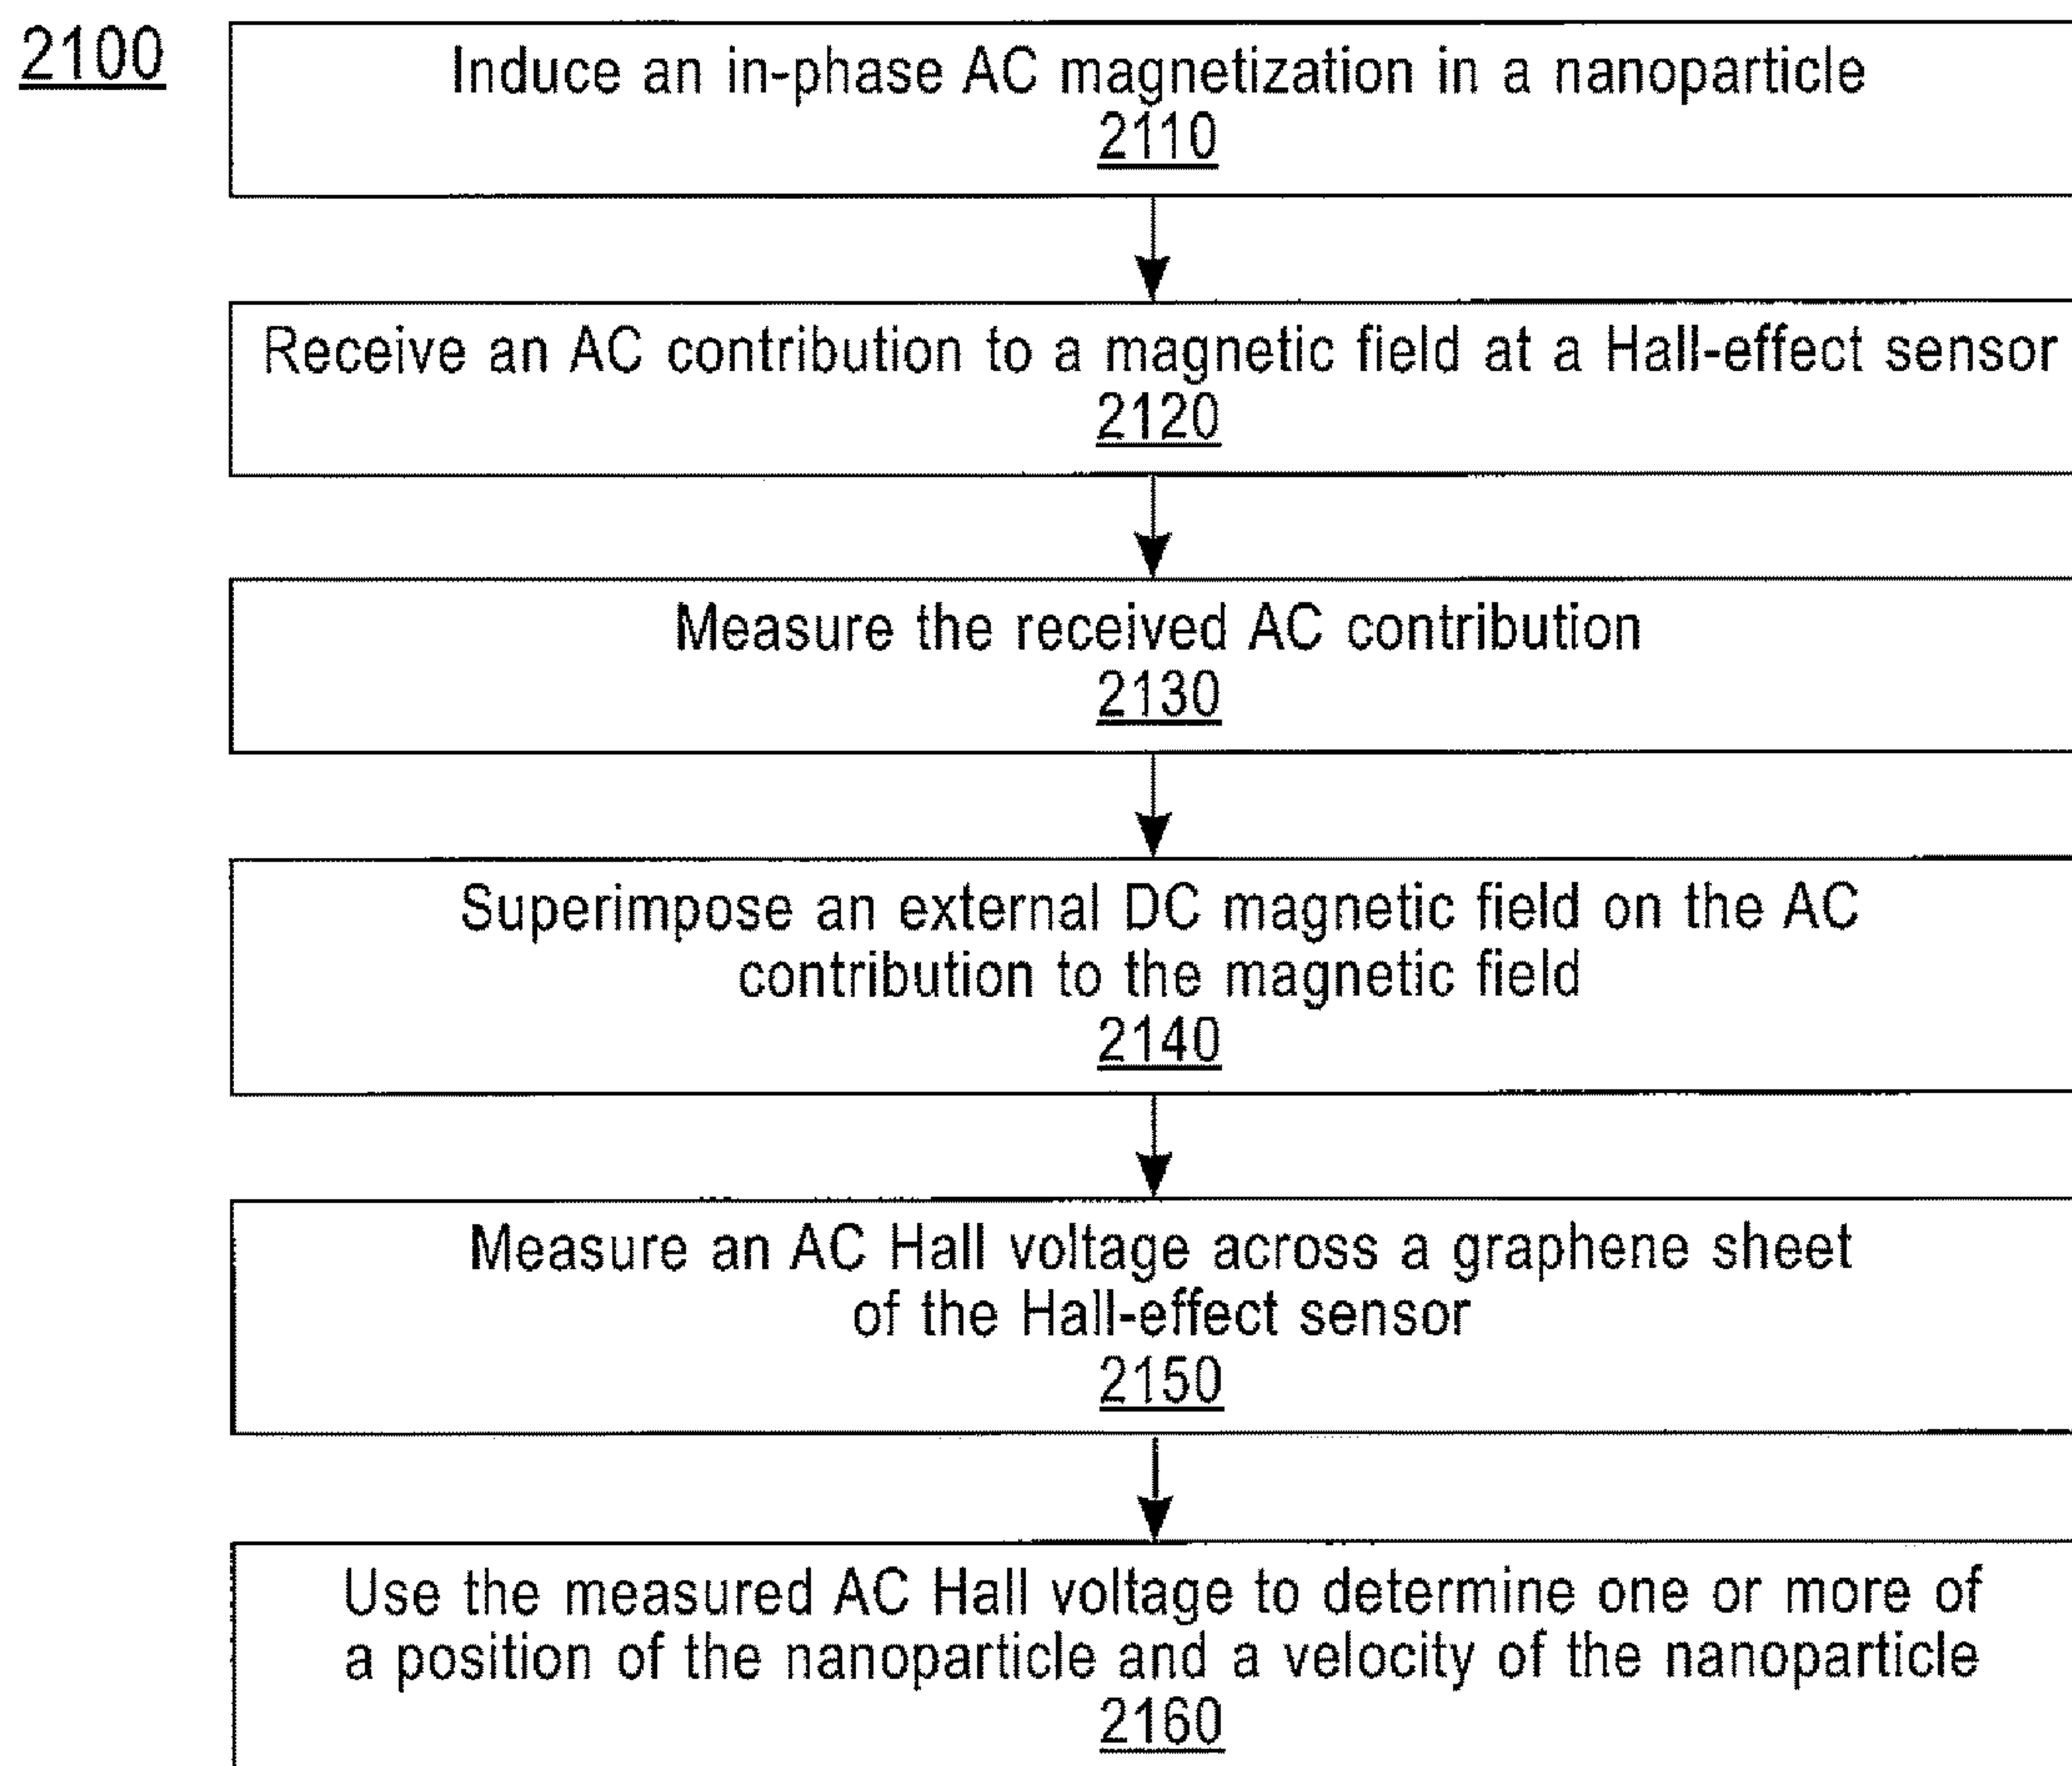 2100
Induce an in-phase AC magnetization in a nanoparticle
2110
Receive an AC contribution to a magnetic field at a Hall-effect sensor
2120
Measure the received AC contribution
2130
Superimpose an external DC magnetic field on the AC
contribution to the magnetic field
2140
Measure an AC Hall voltage across a graphene sheet
of the Hall-effect sensor
2150
Use the measured AC Hall voltage to determine one or more of
a position of the nanoparticle and a velocity of the nanoparticle
2160